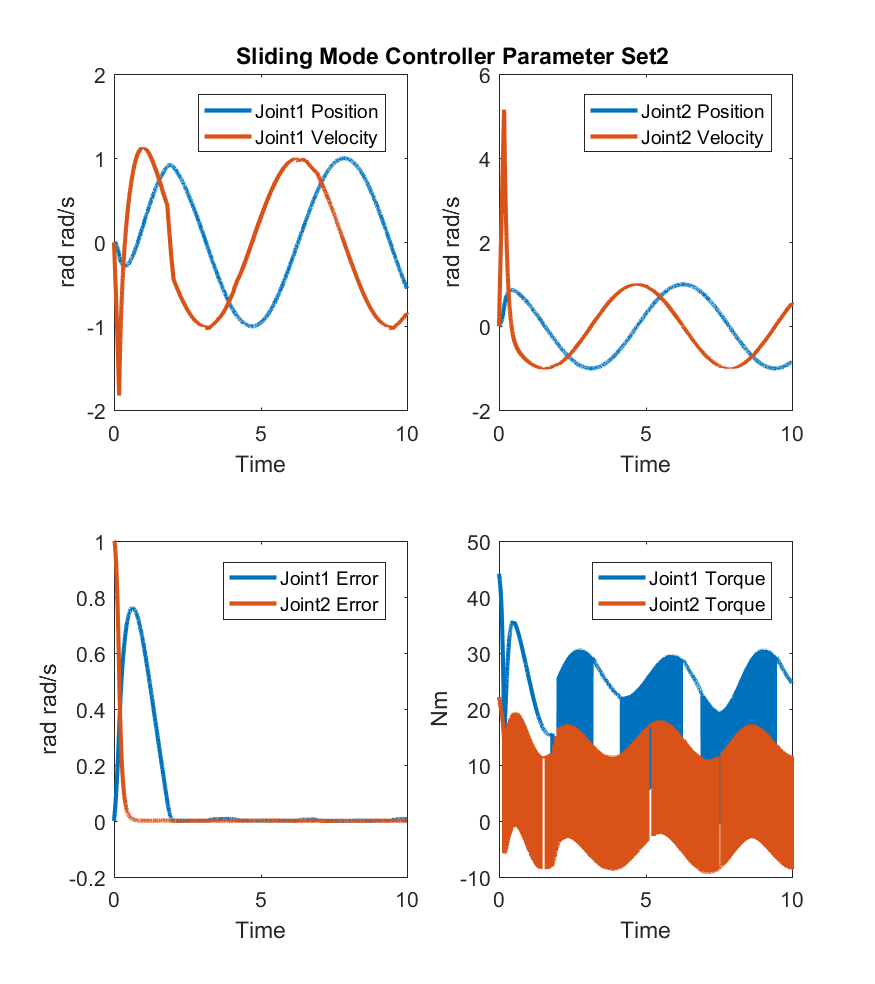 Sliding Mode Controller Parameter Set2
2
1
0
-1
-2
rad rad/s
0
5
10
Time
Joint1 Position
Joint1 Velocity
6
4
2
0
-2
rad rad/s
0
5
10
Time
Joint2 Position
Joint2 Velocity
1
0.8
0.6
0.4
0.2
0
-0.2
rad rad/s
0
5
10
Time
Joint1 Error
Joint2 Error
50
40
30
20
10
0
-10
Nm
0
5
10
Time
Joint1 Torque
Joint2 Torque